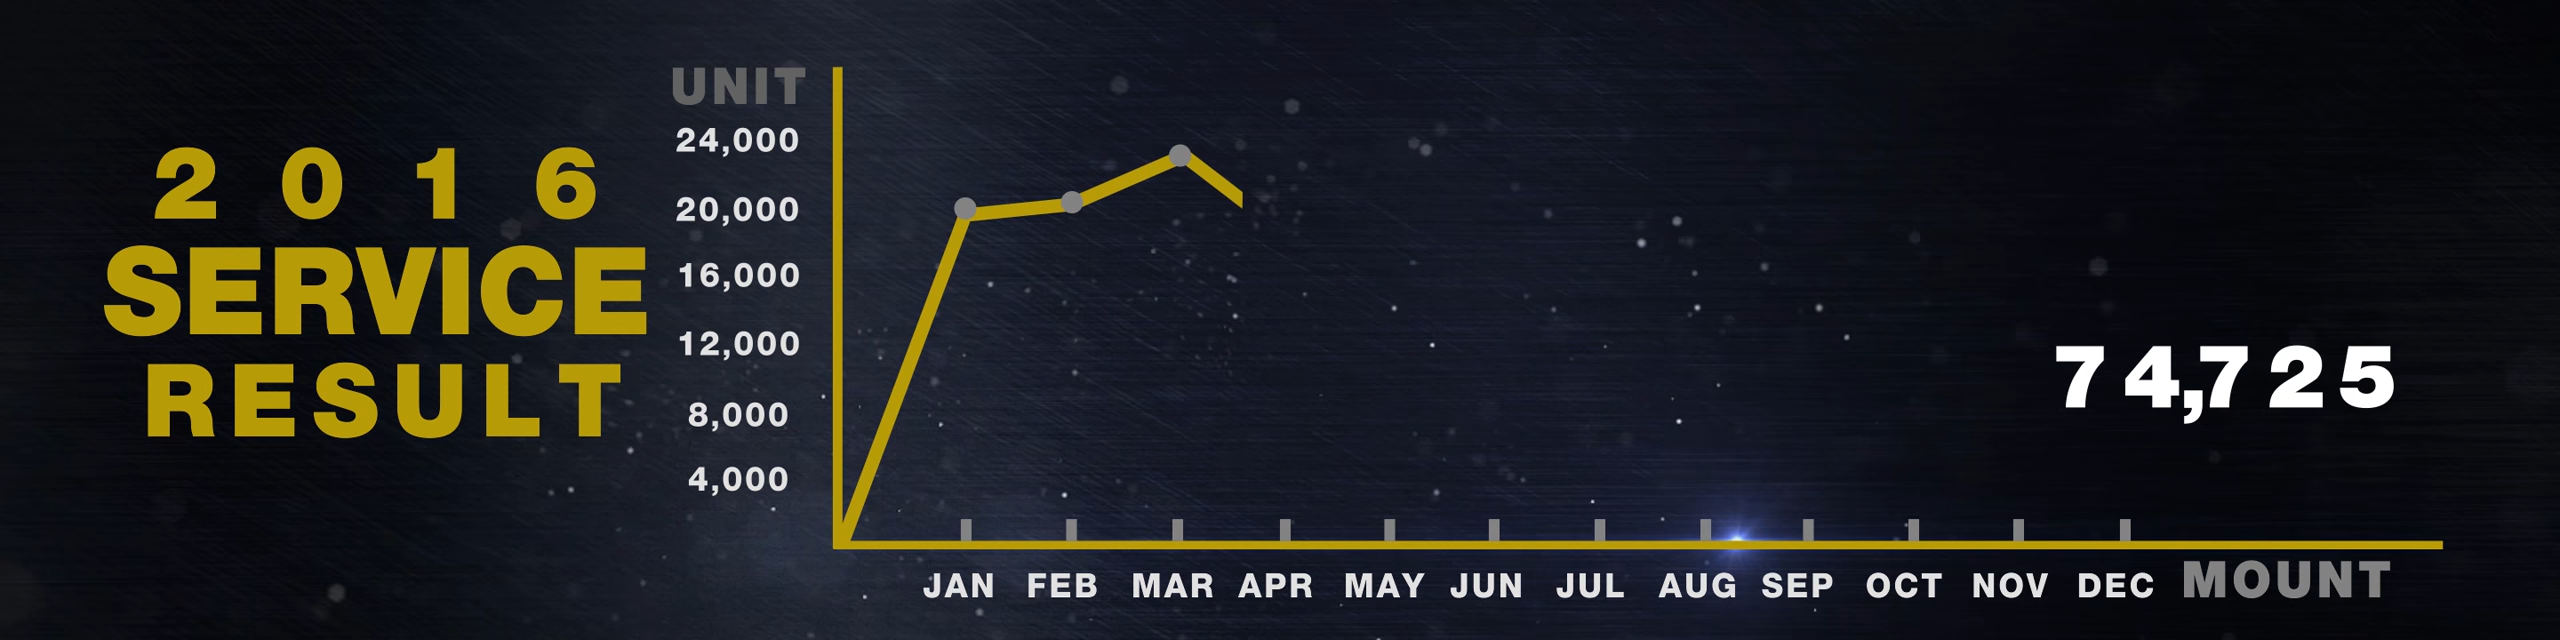 2 0 1 6
SERVICE
RESULT
UNIT
24,000
20,000
16,000
12,000
8,000
4,000
74,725
JAN FEB MAR APR MAY JUN JUL AUG SEP OCT NOV DEC MOUNT